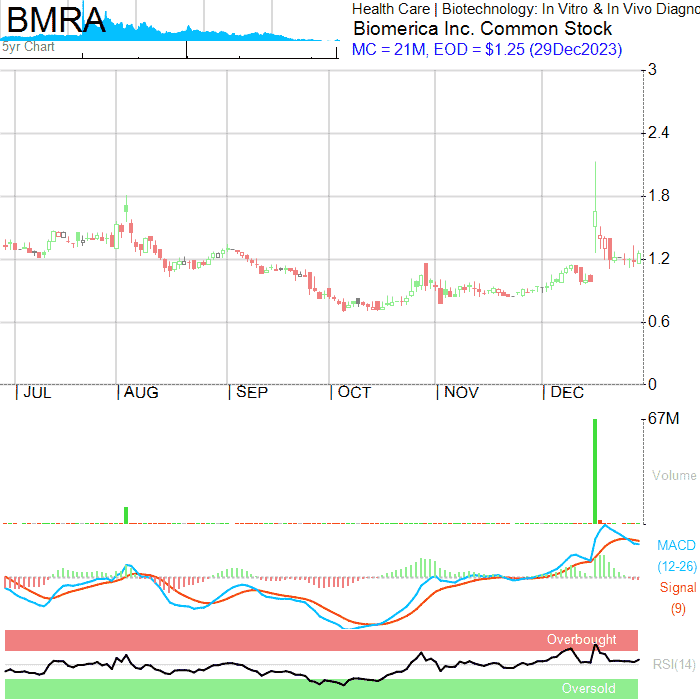 BMRA
5yr Chart
Health Care | Biotechnology: In Vitro & In Vivo Diagno
Biomerica Inc. Common Stock
MC = 21M, EOD = $1.25 (29Dec2023)
3
2.4
1.8
1.2
0.6
0
| JUL | AUG | SEP | OCT | NOV | DEC
67M
Volume
MACD
(12-26)
Signal
(9)
Overbought
RSI(14)
Oversold